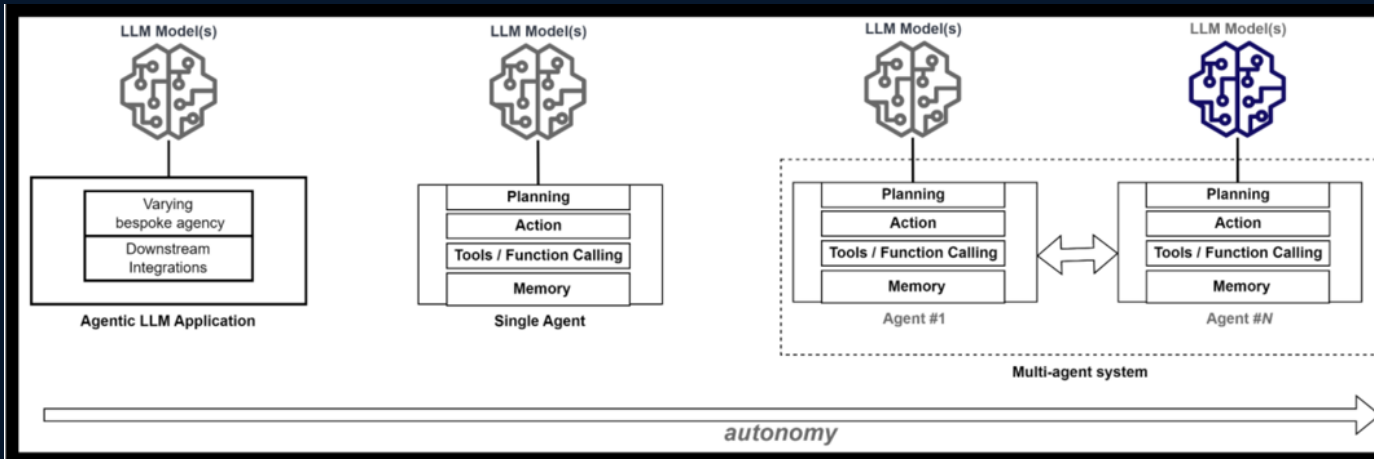 LLM Model(s)
LLM Model(s)
LLM Model(s)
LLM Model(s)
Varying
bespoke agency
Downstream
Integrations
Agentic LLM Application
Planning
Action
Tools / Function Calling
Memory
Single Agent
Planning
Action
Tools / Function Calling
Memory
Agent #1
Planning
Action
Tools / Function Calling
Memory
Agent #N
Multi-agent system
autonomy